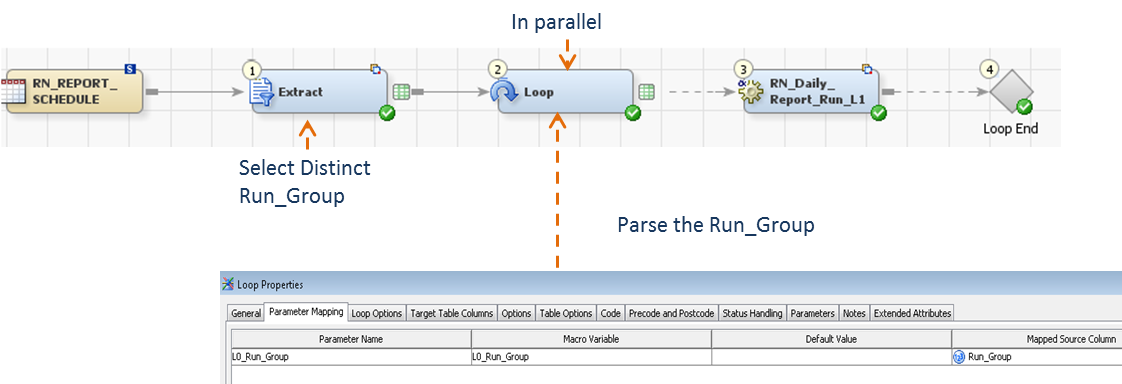 In parallel
RN_REPORT_
SCHEDULE
S
1
Extract
2
Loop
3
RN_Daily_
Report_Run_L1
4
Loop End
Select Distinct
Run_Group
Parse the Run_Group
Loop Properties
General Parameter Mapping Loop Options Target Table Columns Options Table Options Code Precode and Postcode Status Handling Parameters Notes Extended Attributes
Parameter Name Macro Variable Default Value Mapped Source Column
L0_Run_Group L0_Run_Group Run_Group